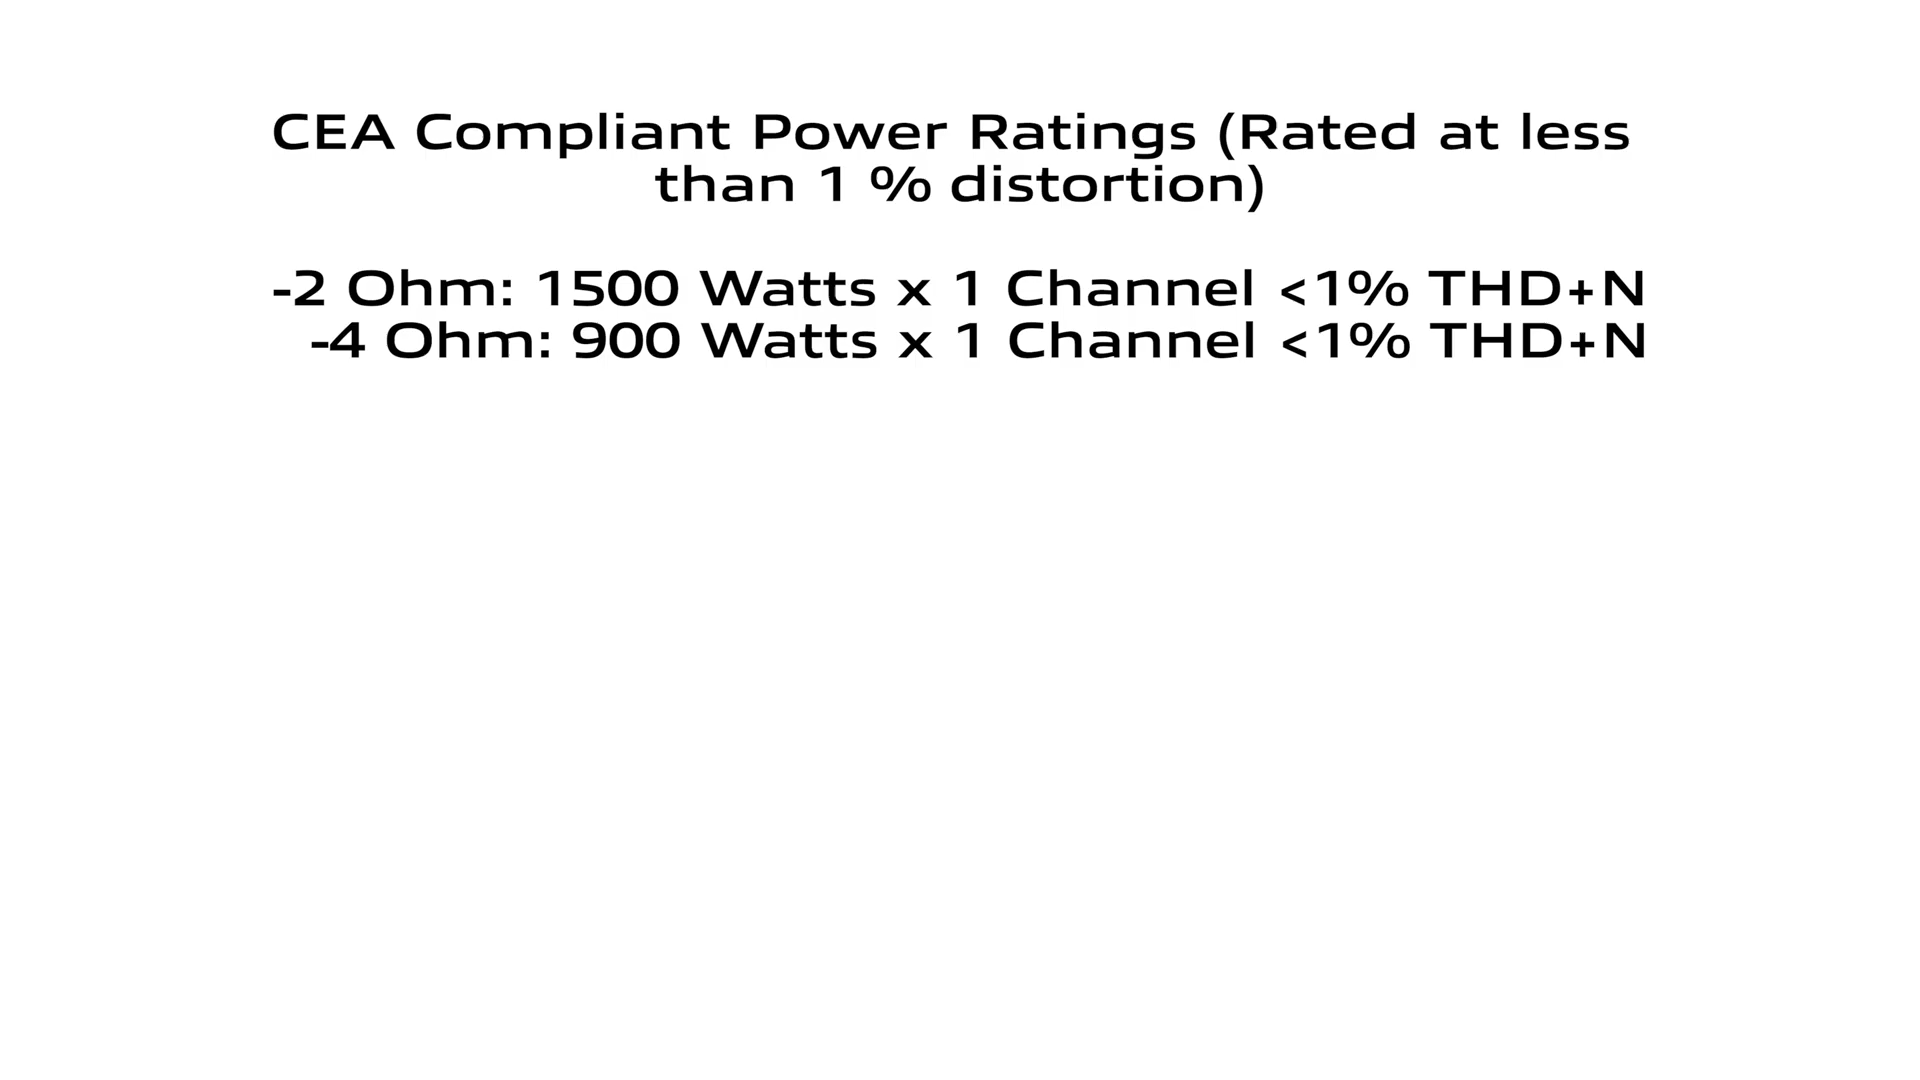 CEA Compliant Power Ratings (Rated at less
than 1 % distortion)
-2 Ohm: 1500 Watts x 1 Channel <1% THD+N
-4 Ohm: 900 Watts x 1 Channel <1% THD+N